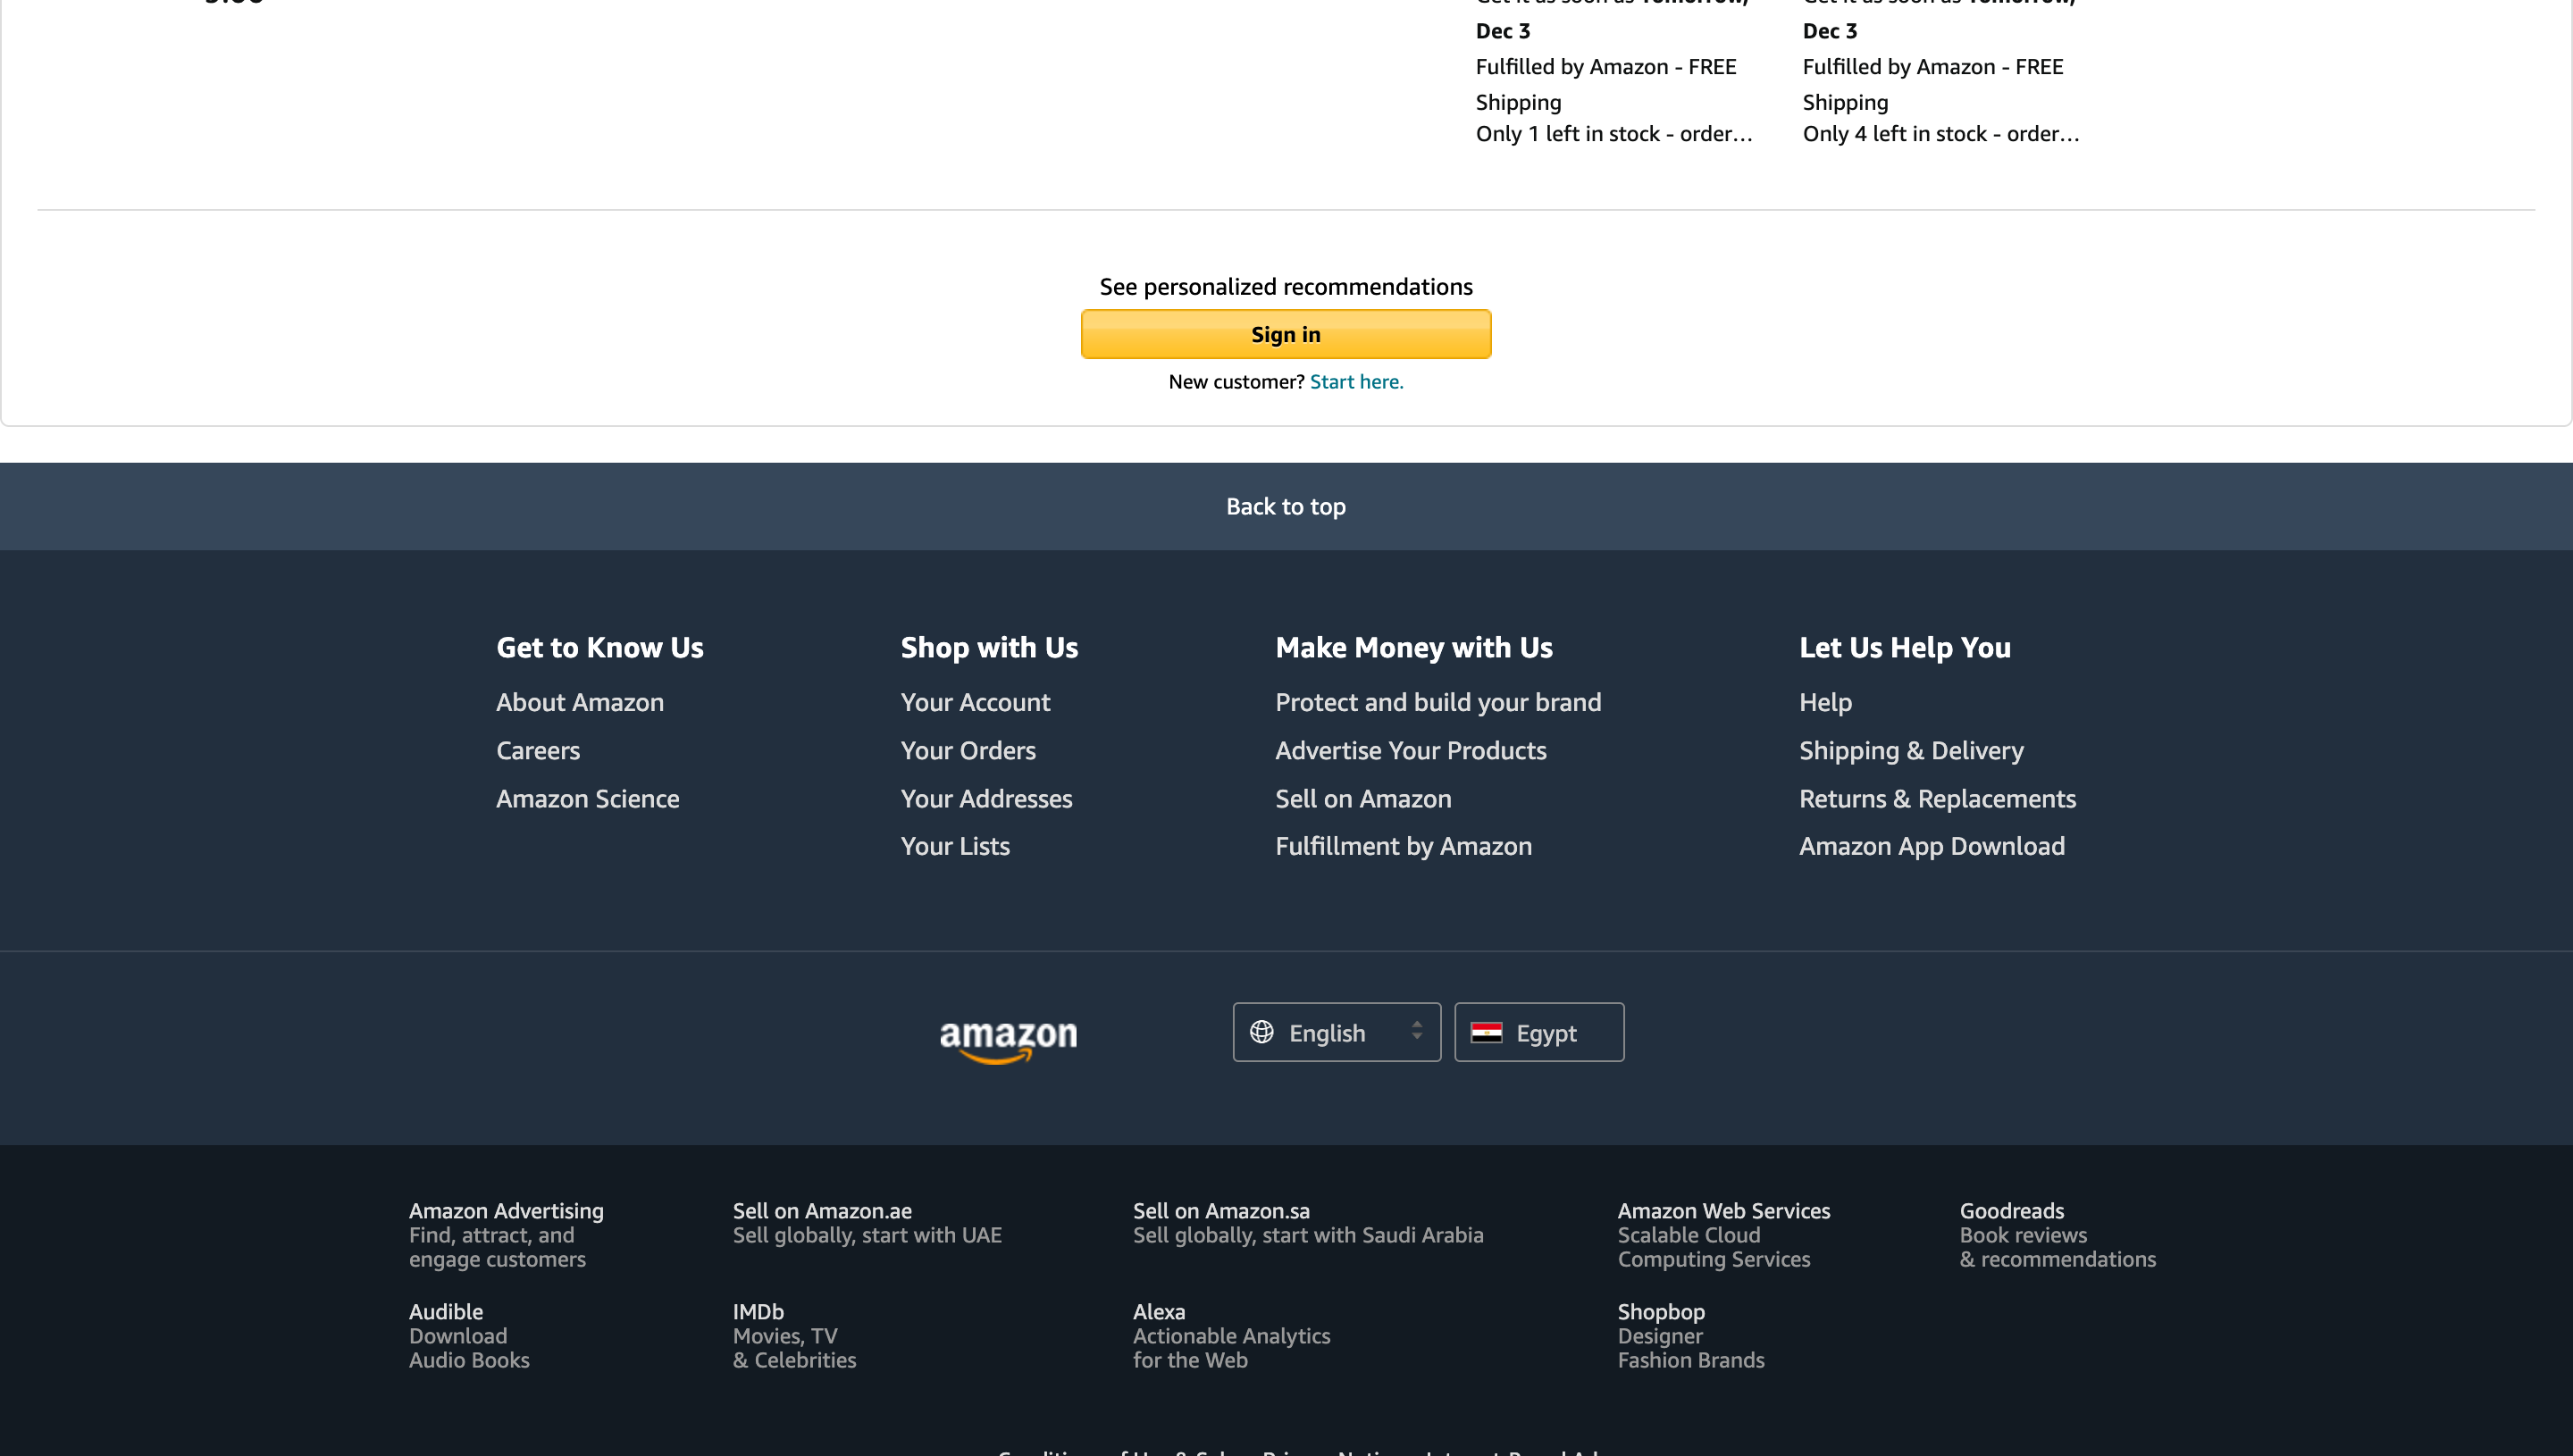 Dec 3
Fulfilled by Amazon - FREE
Shipping
Only 1 left in stock - order...
Dec 3
Fulfilled by Amazon - FREE
Shipping
Only 4 left in stock - order...
See personalized recommendations
Sign in
New customer? Start here.
Back to top
Get to Know Us
About Amazon
Careers
Amazon Science
Shop with Us
Your Account
Your Orders
Your Addresses
Your Lists
Make Money with Us
Protect and build your brand
Advertise Your Products
Sell on Amazon
Fulfillment by Amazon
Let Us Help You
Help
Shipping & Delivery
Returns & Replacements
Amazon App Download
amazon
English
Egypt
Amazon Advertising
Find, attract, and
engage customers
Sell on Amazon.ae
Sell globally, start with UAE
Sell on Amazon.sa
Sell globally, start with Saudi Arabia
Amazon Web Services
Scalable Cloud
Computing Services
Goodreads
Book reviews
& recommendations
Audible
Download
Audio Books
IMDb
Movies, TV
& Celebrities
Alexa
Actionable Analytics
for the Web
Shopbop
Designer
Fashion Brands